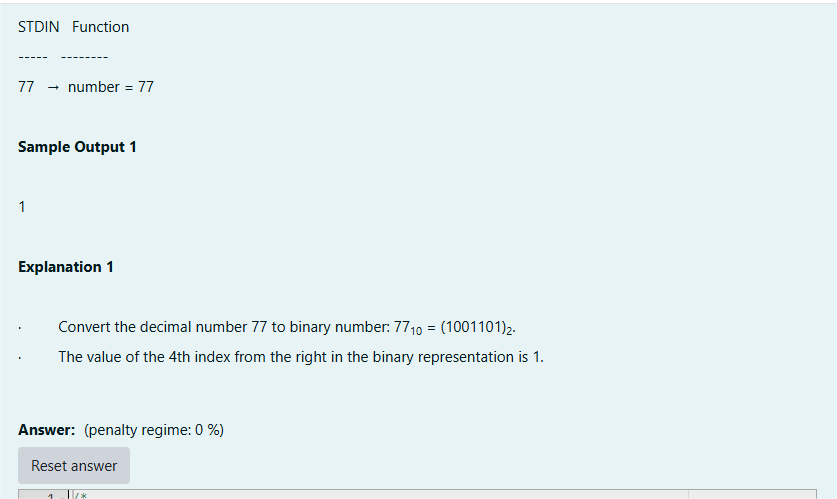 STDIN Function
----- --------
77 → number = 77
Sample Output 1
1
Explanation 1
· Convert the decimal number 77 to binary number: 77₁₀ = (1001101)₂.
· The value of the 4th index from the right in the binary representation is 1.
Answer: (penalty regime: 0 %)
Reset answer
1 /*